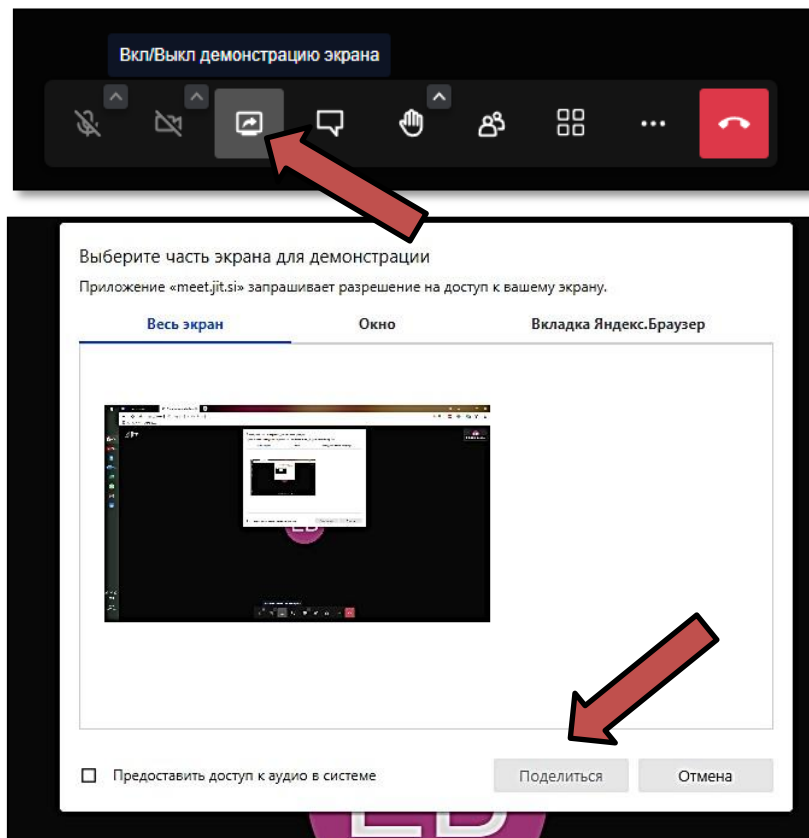 Вкл/Выкл демонстрацию экрана
Выберите часть экрана для демонстрации
Приложение «meet.jit.si» запрашивает разрешение на доступ к вашему экрану.
Весь экран Окно Вкладка Яндекс.Браузер
Предоставить доступ к аудио в системе Поделиться Отмена